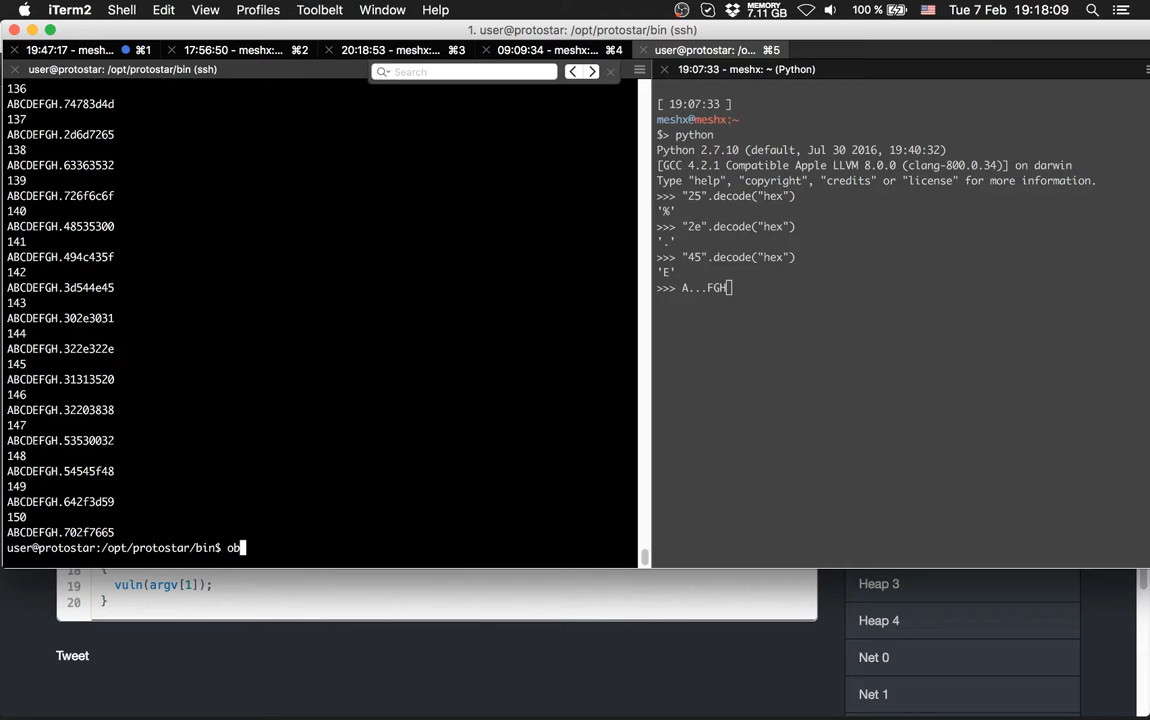 iTerm2 Shell Edit View Profiles Toolbelt Window Help MEMORY 7.11 GB 100 % Tue 7 Feb 19:18:09
1. user@protostar: /opt/protostar/bin (ssh)
19:47:17 - mesh... ⌘1 17:56:50 - meshx:... ⌘2 20:18:53 - meshx:... ⌘3 09:09:34 - meshx:... ⌘4 user@protostar: /o... ⌘5
user@protostar: /opt/protostar/bin (ssh)
Search
19:07:33 - meshx: ~ (Python)
136
ABCDEFGH.74783d4d
137
ABCDEFGH.2d6d7265
138
ABCDEFGH.63363532
139
ABCDEFGH.726f6c6f
140
ABCDEFGH.48535300
141
ABCDEFGH.494c435f
142
ABCDEFGH.3d544e45
143
ABCDEFGH.302e3031
144
ABCDEFGH.322e322e
145
ABCDEFGH.31313520
146
ABCDEFGH.32203838
147
ABCDEFGH.53530032
148
ABCDEFGH.54545f48
149
ABCDEFGH.642f3d59
150
ABCDEFGH.702f7665
user@protostar:/opt/protostar/bin$ ob
[ 19:07:33 ]
meshx@meshx:~
$> python
Python 2.7.10 (default, Jul 30 2016, 19:40:32)
[GCC 4.2.1 Compatible Apple LLVM 8.0.0 (clang-800.0.34)] on darwin
Type "help", "copyright", "credits" or "license" for more information.
>>> "25".decode("hex")
'%'
>>> "2e".decode("hex")
'.'
>>> "45".decode("hex")
'E'
>>> A...FGH
18 {
19 vuln(argv[1]);
20 }
Tweet
Heap 3
Heap 4
Net 0
Net 1